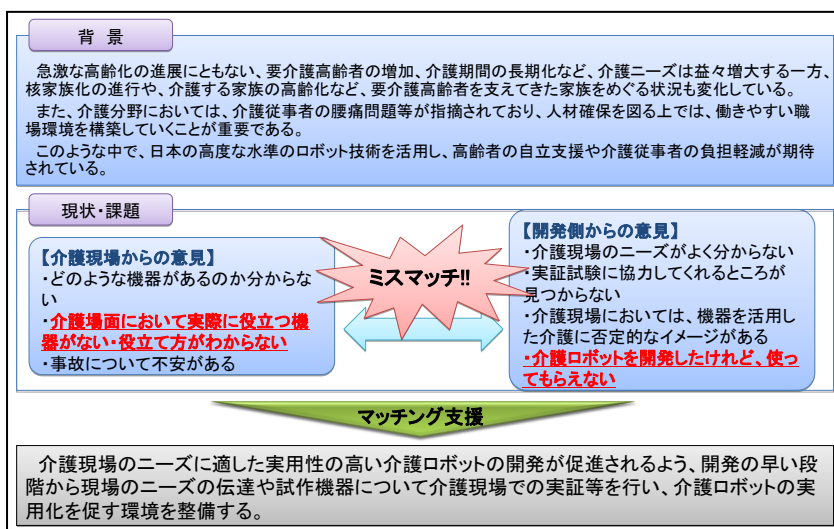 背 景
急激な高齢化の進展にともない、要介護高齢者の増加、介護期間の長期化など、介護ニーズは益々増大する一方、
核家族化の進行や、介護する家族の高齢化など、要介護高齢者を支えてきた家族をめぐる状況も変化している。
また、介護分野においては、介護従事者の腰痛問題等が指摘されており、人材確保を図る上では、働きやすい職
場環境を構築していくことが重要である。
このような中で、日本の高度な水準のロボット技術を活用し、高齢者の自立支援や介護従事者の負担軽減が期待
されている。
現状・課題
【介護現場からの意見】
・どのような機器があるのか分からな
い
・介護場面において実際に役立つ機
器がない・役立て方がわからない
・事故について不安がある
ミスマッチ!!
【開発側からの意見】
・介護現場のニーズがよく分からない
・実証試験に協力してくれるところが
見つからない
・介護現場においては、機器を活用し
た介護に否定的なイメージがある
・介護ロボットを開発したけれど、使っ
てもらえない
マッチング支援
介護現場のニーズに適した実用性の高い介護ロボットの開発が促進されるよう、開発の早い段
階から現場のニーズの伝達や試作機器について介護現場での実証等を行い、介護ロボットの実
用化を促す環境を整備する。